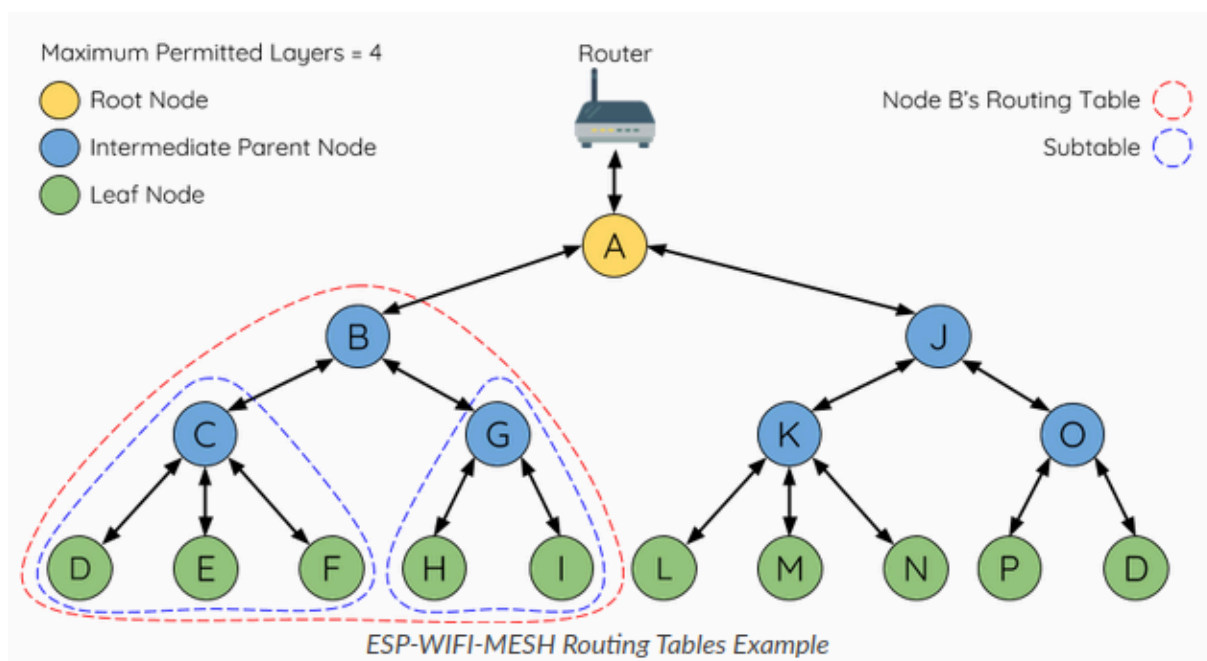 Maximum Permitted Layers = 4
Root Node
Intermediate Parent Node
Leaf Node
Router
Node B's Routing Table
Subtable
A
B
J
C
G
K
O
D
E
F
H
I
L
M
N
P
D
ESP-WIFI-MESH Routing Tables Example